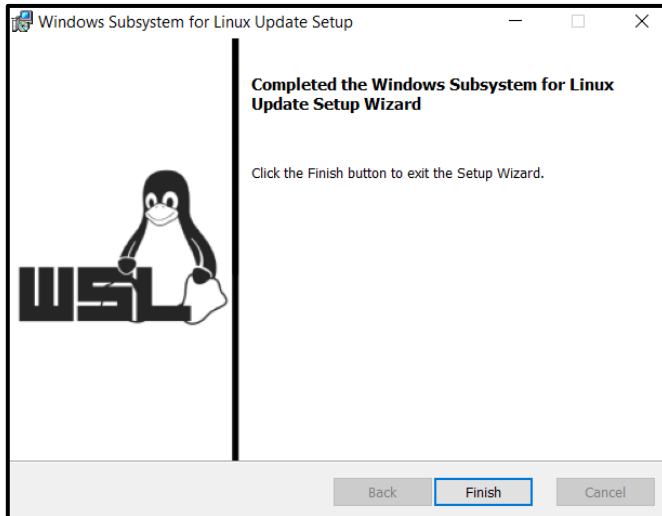 Windows Subsystem for Linux Update Setup
Completed the Windows Subsystem for Linux
Update Setup Wizard
Click the Finish button to exit the Setup Wizard.
WSL
Back
Finish
Cancel